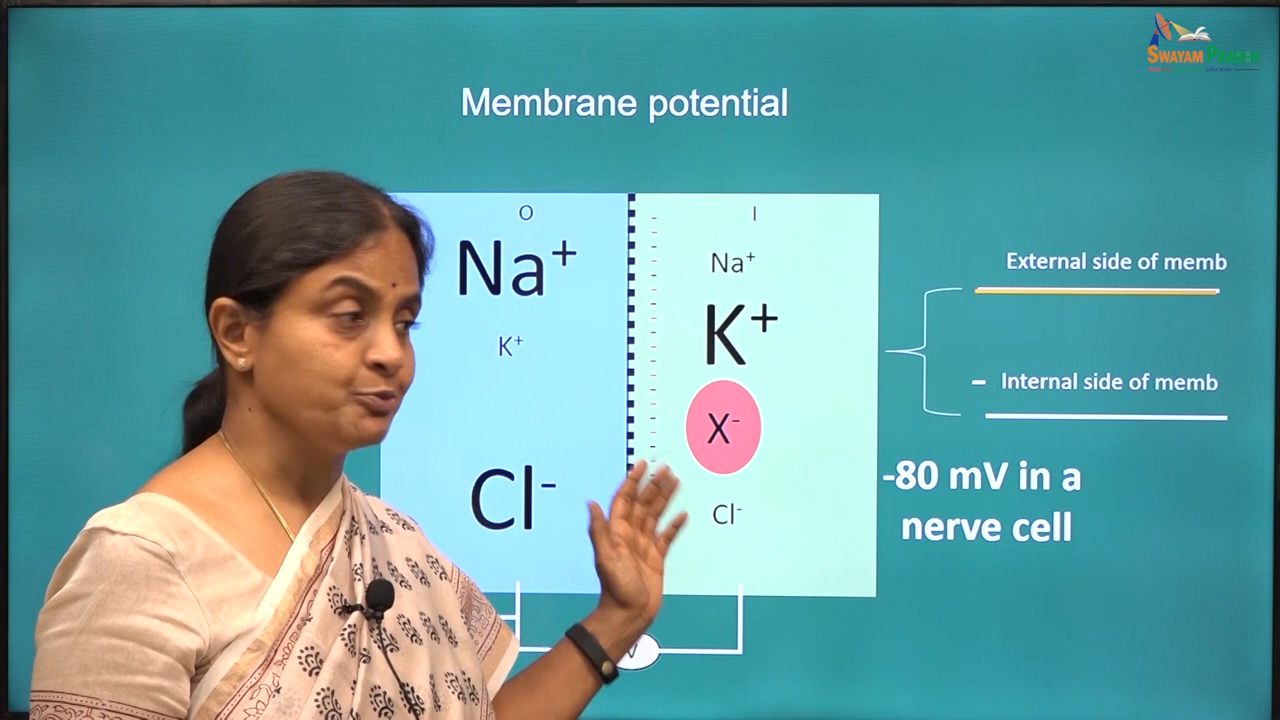 SWAYAM PRABHA
Membrane potential
O
I
Na⁺
Na⁺
K⁺
K⁺
X⁻
Cl⁻
Cl⁻
External side of memb
- Internal side of memb
-80 mV in a
nerve cell
V